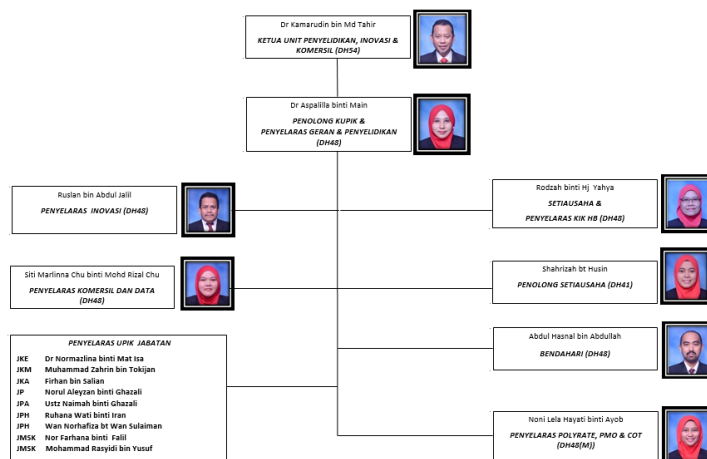 Dr Kamarudin bin Md Tahir
KETUA UNIT PENYELIDIKAN, INOVASI &
KOMERSIL (DH54)
Dr Aspalilla binti Main
PENOLONG KUPIK &
PENYELARAS GERAN & PENYELIDIKAN
(DH48)
Ruslan bin Abdul Jalil
PENYELARAS INOVASI (DH48)
Rodzah binti Hj Yahya
SETIAUSAHA &
PENYELARAS KIK HB (DH48)
Siti Marlinna Chu binti Mohd Rizal Chu
PENYELARAS KOMERSIL DAN DATA
(DH48)
Shahrizah bt Husin
PENOLONG SETIAUSAHA (DH41)
Abdul Hasnal bin Abdullah
BENDAHARI (DH48)
PENYELARAS UPIK JABATAN
JKE Dr Normazlina binti Mat Isa
JKM Muhammad Zahrin bin Tokijan
JKA Firhan bin Salian
JP Norul Aleyzan binti Ghazali
JPA Ustz Naimah binti Ghazali
JPH Ruhana Wati binti Iran
JPH Wan Norhafiza bt Wan Sulaiman
JMSK Nor Farhana binti Falil
JMSK Mohammad Rasyidi bin Yusuf
Noni Lela Hayati binti Ayob
PENYELARAS POLYRATE, PMO & COT
(DH48(M))